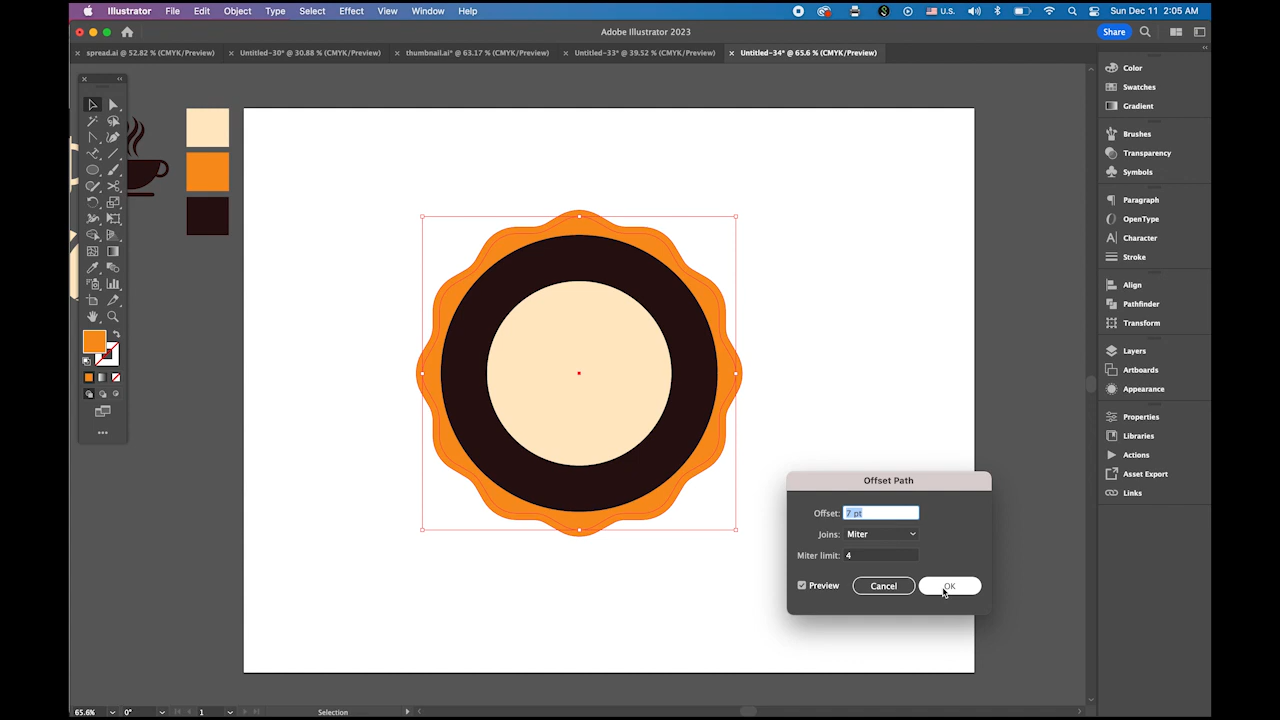 Illustrator File Edit Object Type Select Effect View Window Help U.S. Sun Dec 11 2:05 AM
Adobe Illustrator 2023 Share
spread.ai @ 52.82 % (CMYK/Preview) Untitled-30* @ 30.88 % (CMYK/Preview) thumbnail.ai* @ 63.17 % (CMYK/Preview) Untitled-33* @ 39.52 % (CMYK/Preview) Untitled-34* @ 65.6 % (CMYK/Preview)
Color
Swatches
Gradient
Brushes
Transparency
Symbols
Paragraph
OpenType
Character
Stroke
Align
Pathfinder
Transform
Layers
Artboards
Appearance
Properties
Libraries
Actions
Asset Export
Links
Offset Path
Offset: 7 pt
Joins: Miter
Miter limit: 4
Preview Cancel OK
65.6% 0° 1 Selection